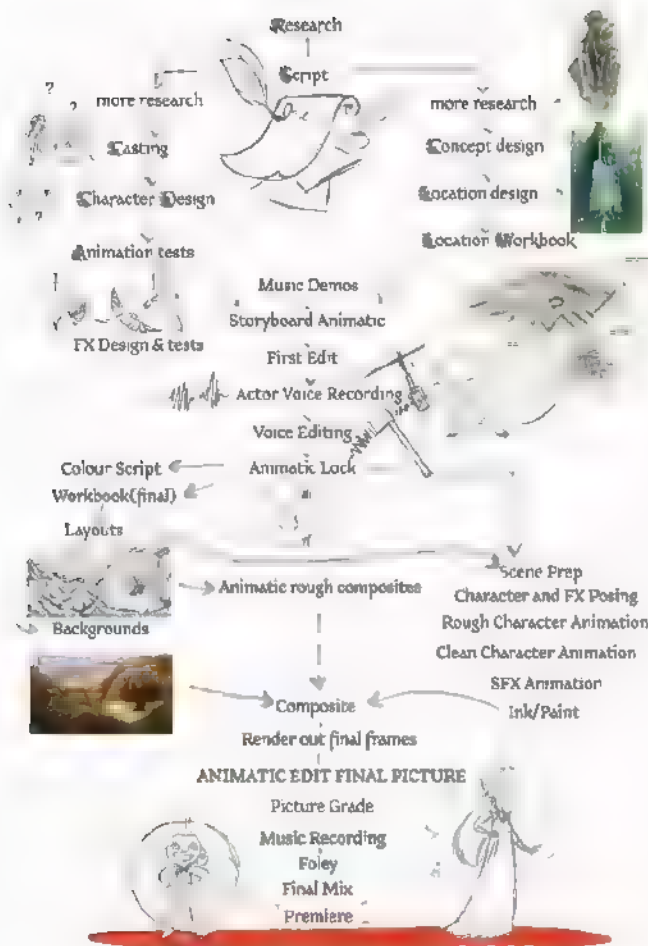 Research
Script
?
?
more research
more research
Casting
Concept design
Character Design
?
Location design
Animation tests
Location Workbook
Music Demos
Storyboard Animatic
FX Design & tests
First Edit
Actor Voice Recording
Voice Editing
Colour Script
Animatic Lock
Workbook(final)
Layouts
Scene Prep
Animatic rough composites
Character and FX Posing
Rough Character Animation
Backgrounds
Clean Character Animation
SFX Animation
Composite
Ink/Paint
Render out final frames
ANIMATIC EDIT FINAL PICTURE
Picture Grade
Music Recording
Foley
Final Mix
Premiere